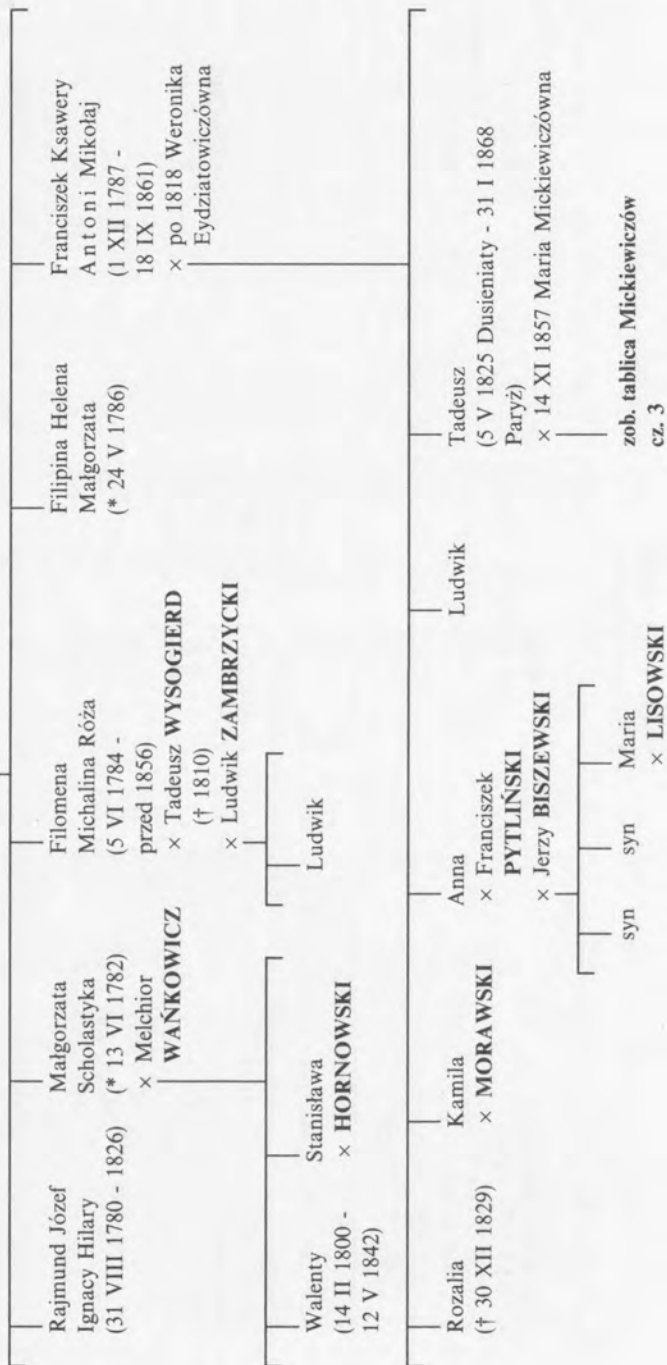 Rajmund Józef
Ignacy Hilary
(31 VIII 1780 - 1826)
Małgorzata
Scholastyka
(* 13 VI 1782)
× Melchior
WAŃKOWICZ
Filomena
Michalina Róża
(5 VI 1784 -
przed 1856)
× Tadeusz WYSOGIERD
(† 1810)
× Ludwik ZAMBRZYCKI
Filipina Helena
Małgorzata
(* 24 V 1786)
Franciszek Ksawery
Antoni Mikołaj
(1 XII 1787 -
18 IX 1861)
× po 1818 Weronika
Eydziatowiczówna
Walenty
(14 II 1800 -
12 V 1842)
Stanisława
× HORNOWSKI
Ludwik
Rozalia
(† 30 XII 1829)
Kamila
× MORAWSKI
Anna
× Franciszek
PYTLIŃSKI
× Jerzy BISZEWSKI
Ludwik
Tadeusz
(5 V 1825 Dusieniaty - 31 I 1868
Paryż)
× 14 XI 1857 Maria Mickiewiczówna
syn
syn
Maria
× LISOWSKI
zob. tablica Mickiewiczów
cz. 3